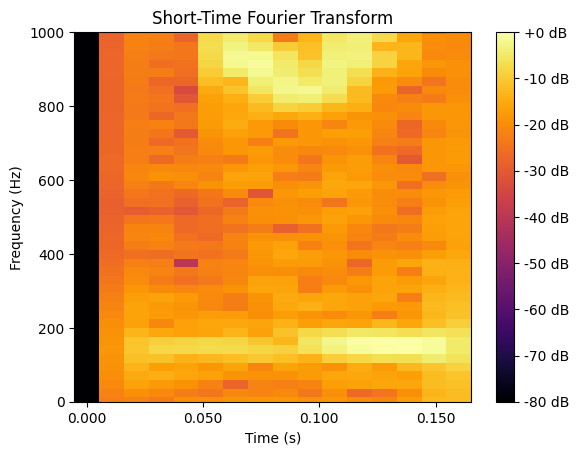 Short-Time Fourier Transform
1000
800
600
400
200
0
Frequency (Hz)
0.000
0.050
0.100
0.150
Time (s)
+0 dB
-10 dB
-20 dB
-30 dB
-40 dB
-50 dB
-60 dB
-70 dB
-80 dB